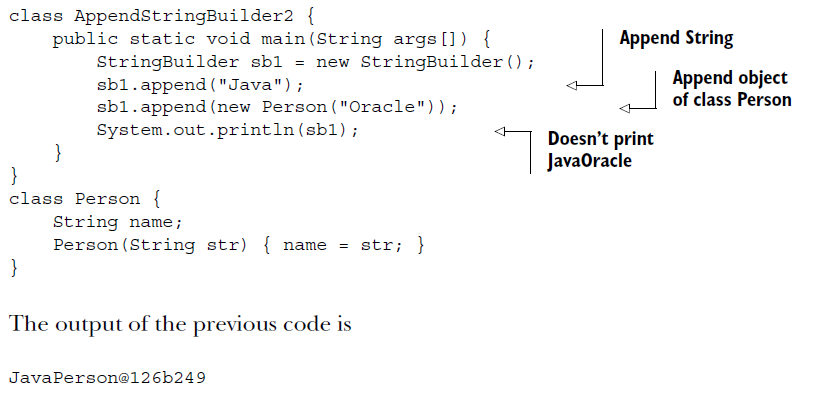 class AppendStringBuilder2 {
    public static void main(String args[]) {
        StringBuilder sb1 = new StringBuilder();
        sb1.append("Java");
        sb1.append(new Person("Oracle"));
        System.out.println(sb1);
    }
}
class Person {
    String name;
    Person(String str) { name = str; }
}
Append String
Append object
of class Person
Doesn't print
JavaOracle
The output of the previous code is
JavaPerson@126b249